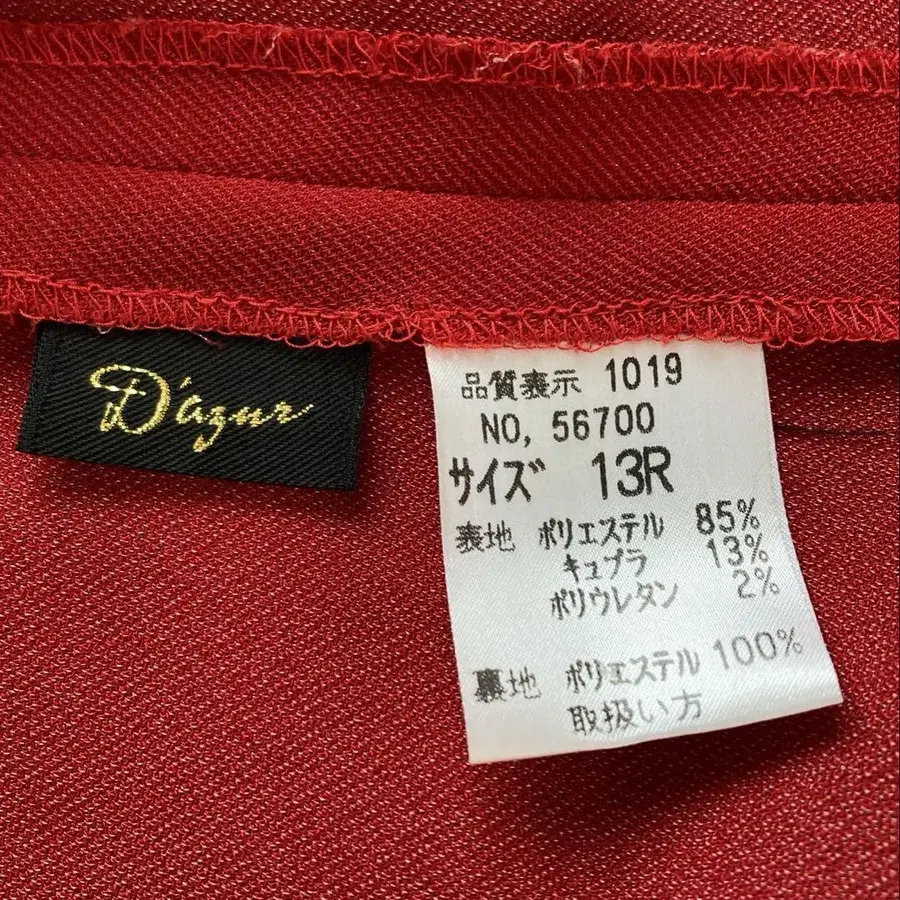 D'azur
品質表示 1019
NO, 56700
サイズ 13R
表地 ポリエステル 85%
キュプラ 13%
ポリウレタン 2%
裏地 ポリエステル 100%
取扱い方